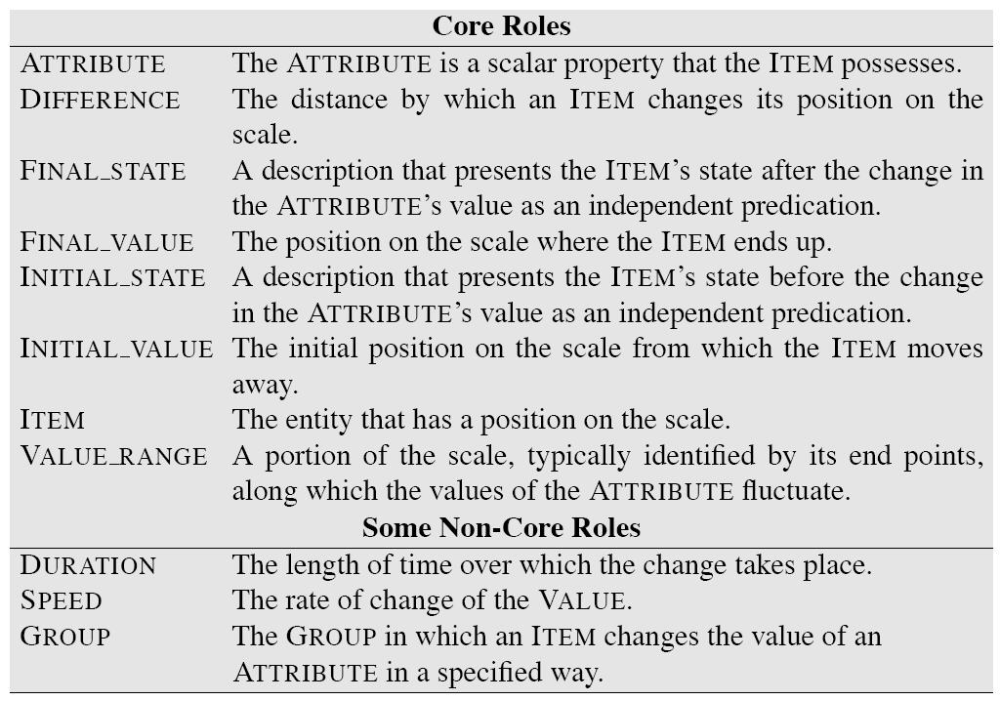 Core Roles
ATTRIBUTE The ATTRIBUTE is a scalar property that the ITEM possesses.
DIFFERENCE The distance by which an ITEM changes its position on the
scale.
FINAL_STATE A description that presents the ITEM's state after the change in
the ATTRIBUTE's value as an independent predication.
FINAL_VALUE The position on the scale where the ITEM ends up.
INITIAL_STATE A description that presents the ITEM's state before the change
in the ATTRIBUTE's value as an independent predication.
INITIAL_VALUE The initial position on the scale from which the ITEM moves
away.
ITEM The entity that has a position on the scale.
VALUE_RANGE A portion of the scale, typically identified by its end points,
along which the values of the ATTRIBUTE fluctuate.
Some Non-Core Roles
DURATION The length of time over which the change takes place.
SPEED The rate of change of the VALUE.
GROUP The GROUP in which an ITEM changes the value of an
ATTRIBUTE in a specified way.